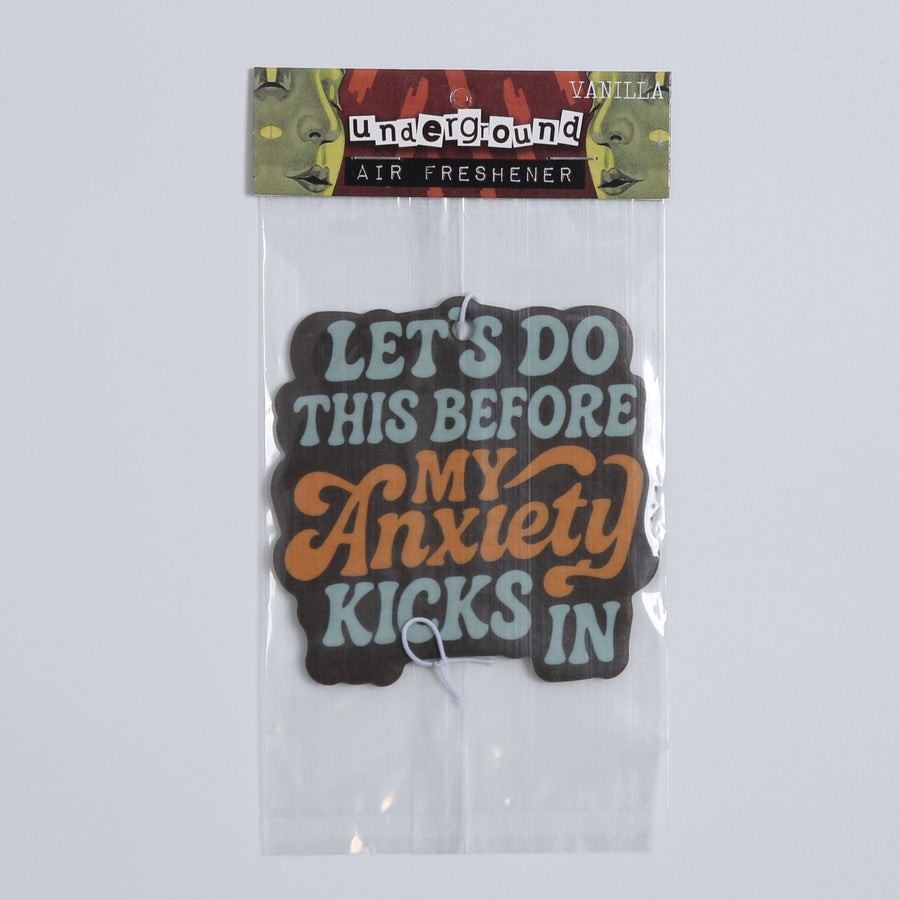 VANILLA
underground
AIR FRESHENER
LET'S DO
THIS BEFORE
MY
Anxiety
KICKS IN